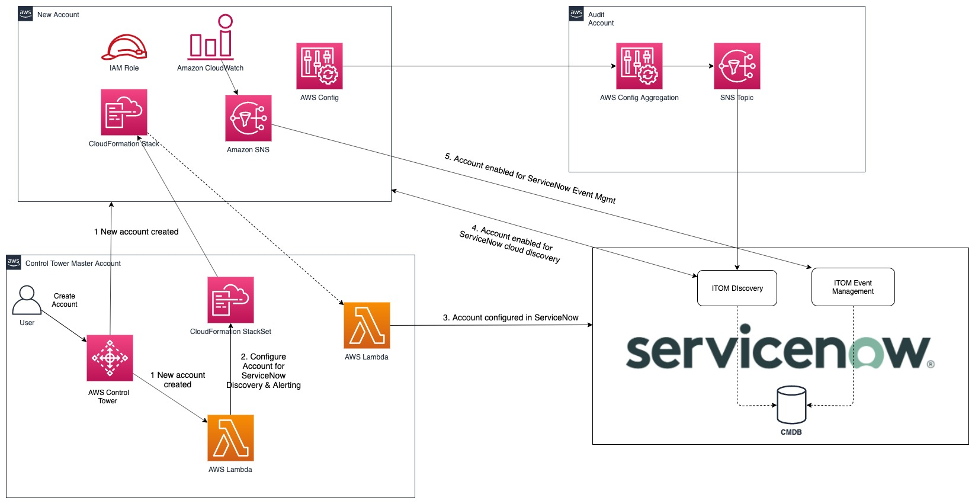 aws
New Account
IAM Role
Amazon CloudWatch
AWS Config
CloudFormation Stack
Amazon SNS
aws
Audit
Account
AWS Config Aggregation
SNS Topic
5. Account enabled for ServiceNow Event Mgmt
4. Account enabled for
ServiceNow cloud discovery
1 New account created
aws
Control Tower Master Account
Create
Account
User
CloudFormation StackSet
AWS Lambda
3. Account configured in ServiceNow
2. Configure
Account for
ServiceNow
Discovery & Alerting
1 New account
created
AWS Control
Tower
AWS Lambda
ITOM DIscovery
ITOM Event
Management
servicenow®
CMDB